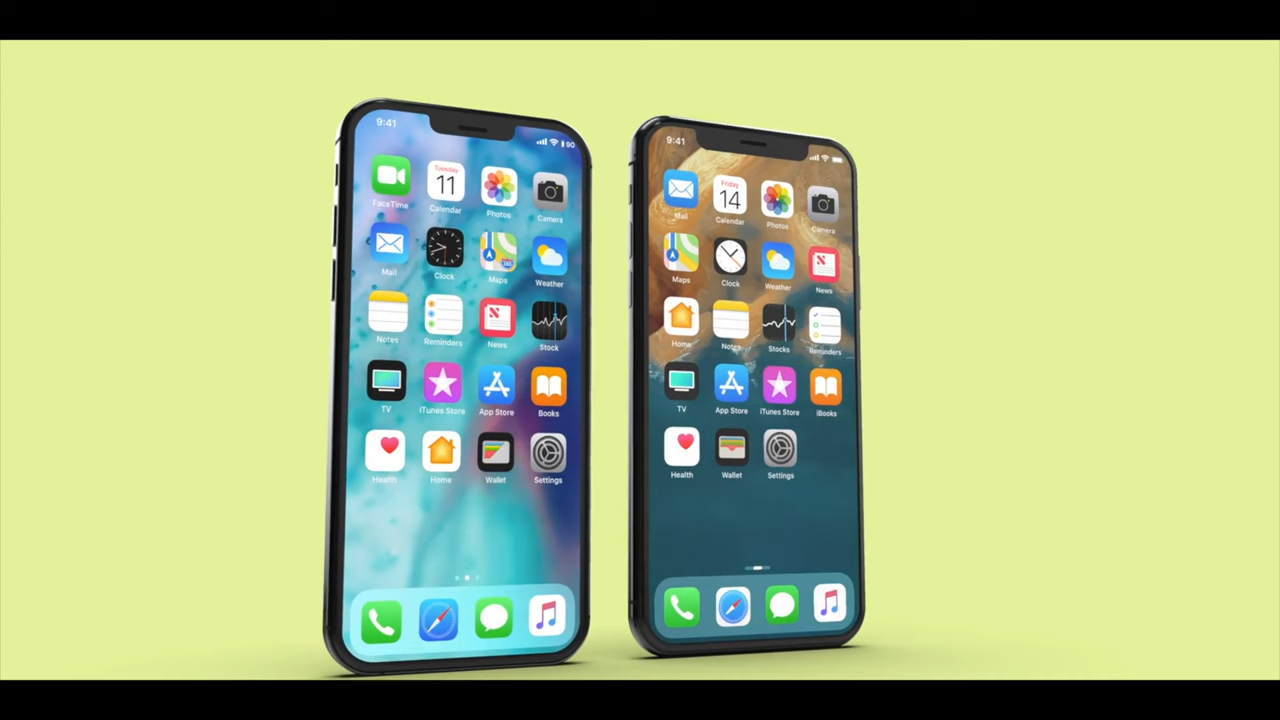 9:41
90
FaceTime
Tuesday
11
Calendar
Photos
Camera
Mail
Clock
Maps
Weather
Notes
Reminders
News
Stock
TV
iTunes Store
App Store
Books
Health
Home
Wallet
Settings
9:41
Mail
Friday
14
Calendar
Photos
Camera
Maps
Clock
Weather
News
Home
Notes
Stocks
Reminders
TV
App Store
iTunes Store
iBooks
Health
Wallet
Settings